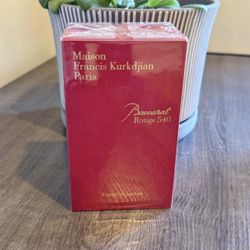 Maison
Francis Kurkdjian
Paris
Baccarat
Rouge 540